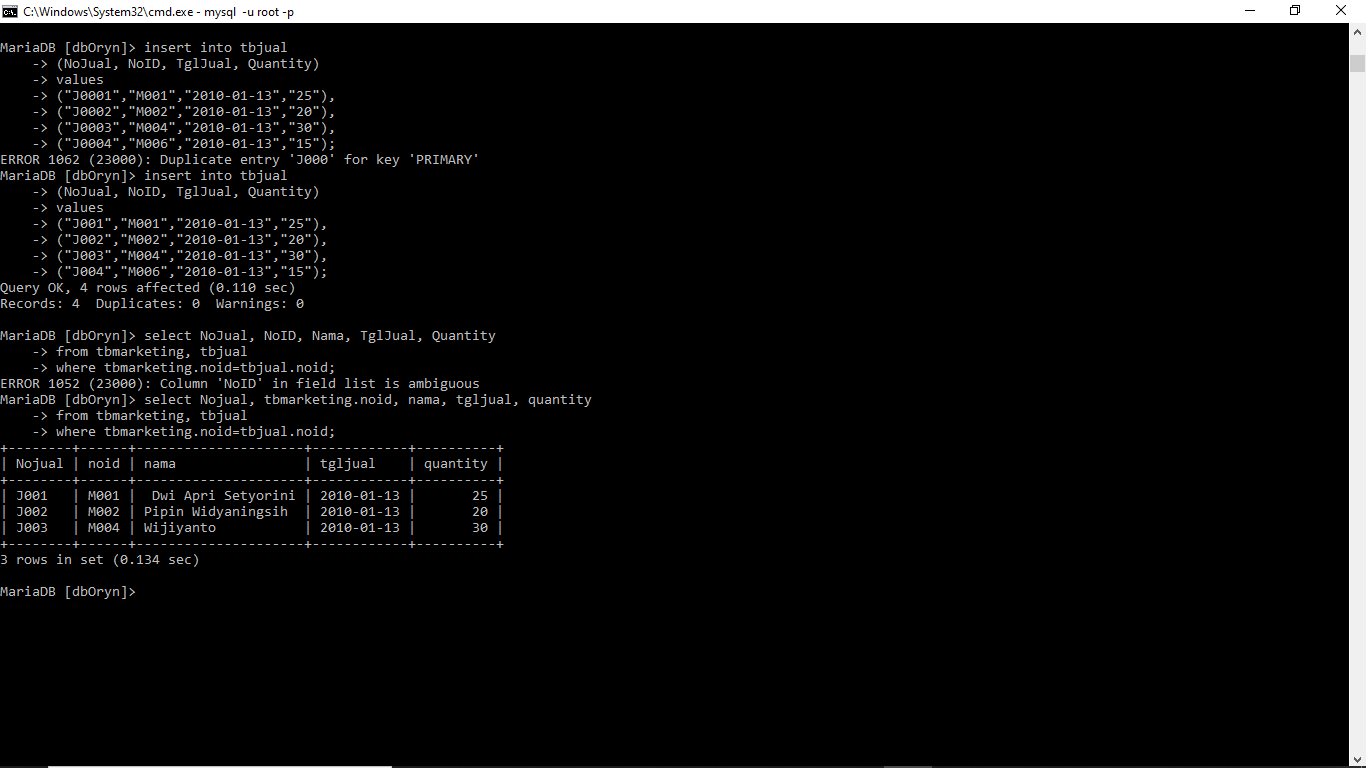 C:\Windows\System32\cmd.exe - mysql  -u root -p
MariaDB [dbOryn]> insert into tbjual
    -> (NoJual, NoID, TglJual, Quantity)
    -> values
    -> ("J0001","M001","2010-01-13","25"),
    -> ("J0002","M002","2010-01-13","20"),
    -> ("J0003","M004","2010-01-13","30"),
    -> ("J0004","M006","2010-01-13","15");
ERROR 1062 (23000): Duplicate entry 'J000' for key 'PRIMARY'
MariaDB [dbOryn]> insert into tbjual
    -> (NoJual, NoID, TglJual, Quantity)
    -> values
    -> ("J001","M001","2010-01-13","25"),
    -> ("J002","M002","2010-01-13","20"),
    -> ("J003","M004","2010-01-13","30"),
    -> ("J004","M006","2010-01-13","15");
Query OK, 4 rows affected (0.110 sec)
Records: 4  Duplicates: 0  Warnings: 0
MariaDB [dbOryn]> select NoJual, NoID, Nama, TglJual, Quantity
    -> from tbmarketing, tbjual
    -> where tbmarketing.noid=tbjual.noid;
ERROR 1052 (23000): Column 'NoID' in field list is ambiguous
MariaDB [dbOryn]> select Nojual, tbmarketing.noid, nama, tgljual, quantity
    -> from tbmarketing, tbjual
    -> where tbmarketing.noid=tbjual.noid;
+--------+------+---------------------+------------+----------+
| Nojual | noid | nama                | tgljual    | quantity |
+--------+------+---------------------+------------+----------+
| J001   | M001 |  Dwi Apri Setyorini | 2010-01-13 |       25 |
| J002   | M002 | Pipin Widyaningsih  | 2010-01-13 |       20 |
| J003   | M004 | Wijiyanto           | 2010-01-13 |       30 |
+--------+------+---------------------+------------+----------+
3 rows in set (0.134 sec)
MariaDB [dbOryn]>